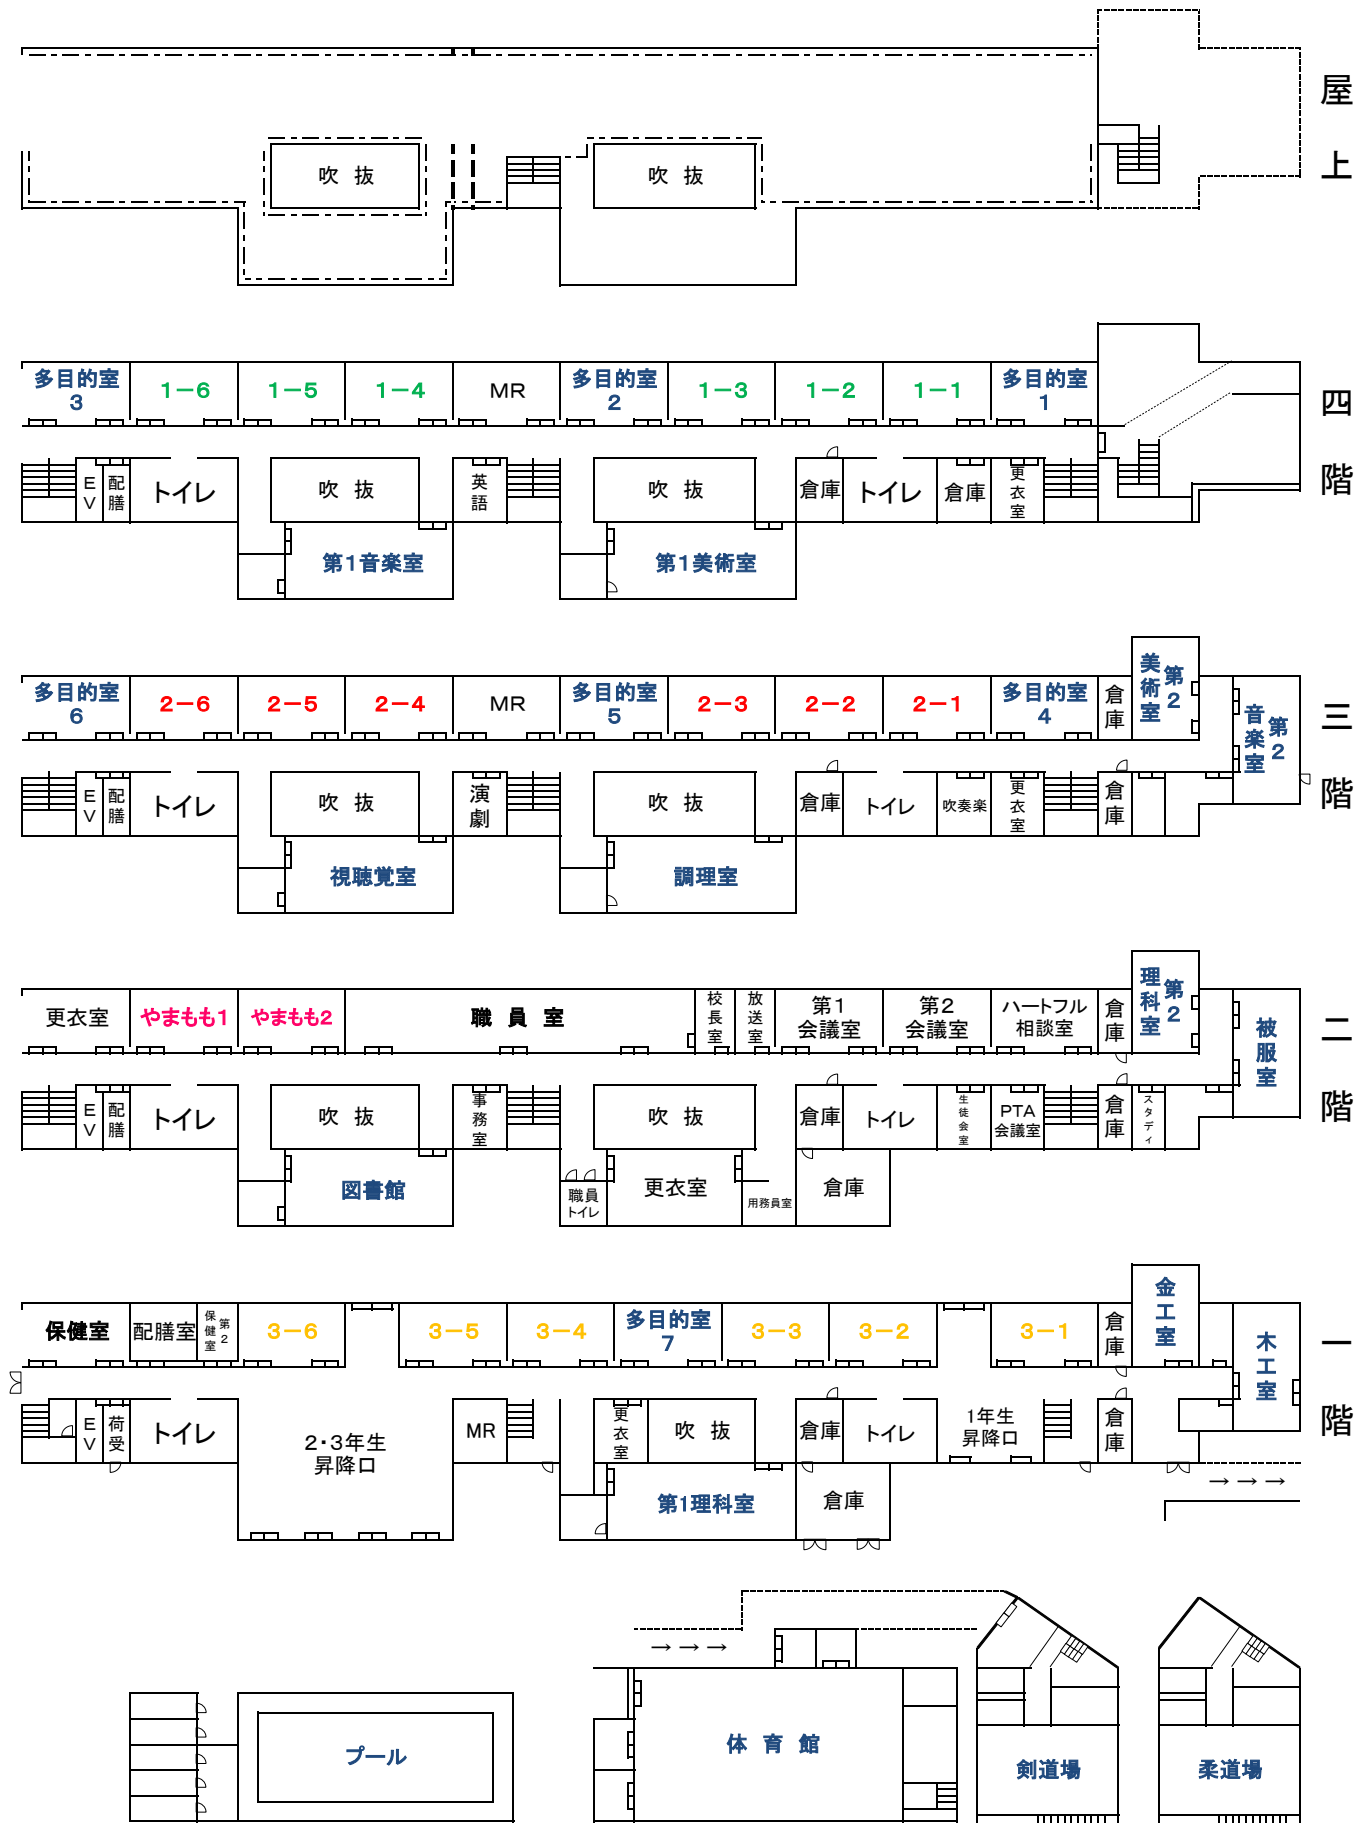 屋上
吹 抜
吹 抜
四階
多目的室
3
1-6
1-5
1-4
MR
多目的室
2
1-3
1-2
1-1
多目的室
1
EV
配膳
トイレ
吹 抜
英語
吹 抜
倉庫
トイレ
倉庫
更衣室
第1音楽室
第1美術室
三階
多目的室
6
2-6
2-5
2-4
MR
多目的室
5
2-3
2-2
2-1
多目的室
4
倉庫
第2
美術室
第2
音楽室
EV
配膳
トイレ
吹 抜
演劇
吹 抜
倉庫
トイレ
吹奏楽
更衣室
倉庫
視聴覚室
調理室
二階
更衣室
やまもも1
やまもも2
職 員 室
校長室
放送室
第1
会議室
第2
会議室
ハートフル
相談室
倉庫
第2
理科室
被服室
EV
配膳
トイレ
吹 抜
事務室
吹 抜
倉庫
トイレ
生徒会室
PTA
会議室
倉庫
スタディ
図書館
職員
トイレ
更衣室
用務員室
倉庫
一階
保健室
配膳室
第2
保健室
3-6
3-5
3-4
多目的室
7
3-3
3-2
3-1
倉庫
金工室
木工室
EV
荷受
トイレ
2・3年生
昇降口
MR
更衣室
吹 抜
倉庫
トイレ
1年生
昇降口
倉庫
第1理科室
倉庫
→→→
→→→
プール
体 育 館
剣道場
柔道場